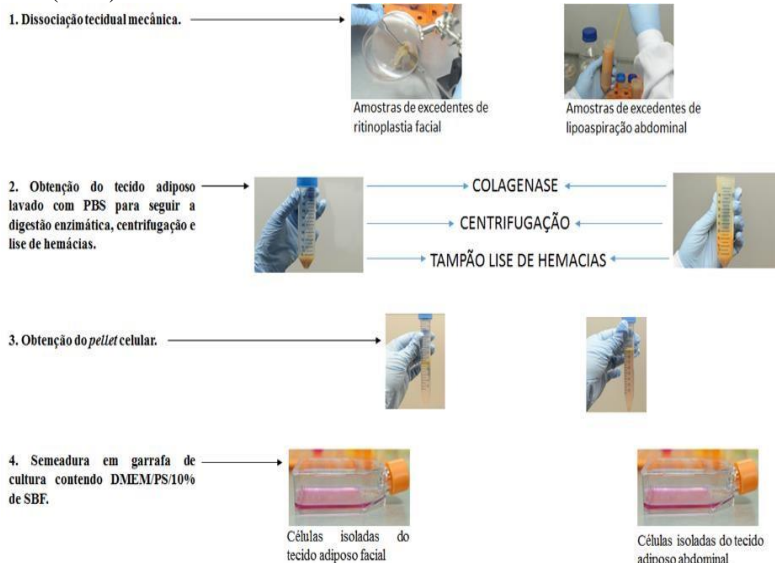 1. Dissociação tecidual mecânica.
Amostras de excedentes de
ritinoplastia facial
Amostras de excedentes de
lipoaspiração abdominal
2. Obtenção do tecido adiposo
lavado com PBS para seguir a
digestão enzimática, centrifugação e
lise de hemácias.
COLAGENASE
CENTRIFUGAÇÃO
TAMPÃO LISE DE HEMACIAS
3. Obtenção do pellet celular.
4. Semeadura em garrafa de
cultura contendo DMEM/PS/10%
de SBF.
Células isoladas do
tecido adiposo facial
Células isoladas do tecido
adiposo abdominal